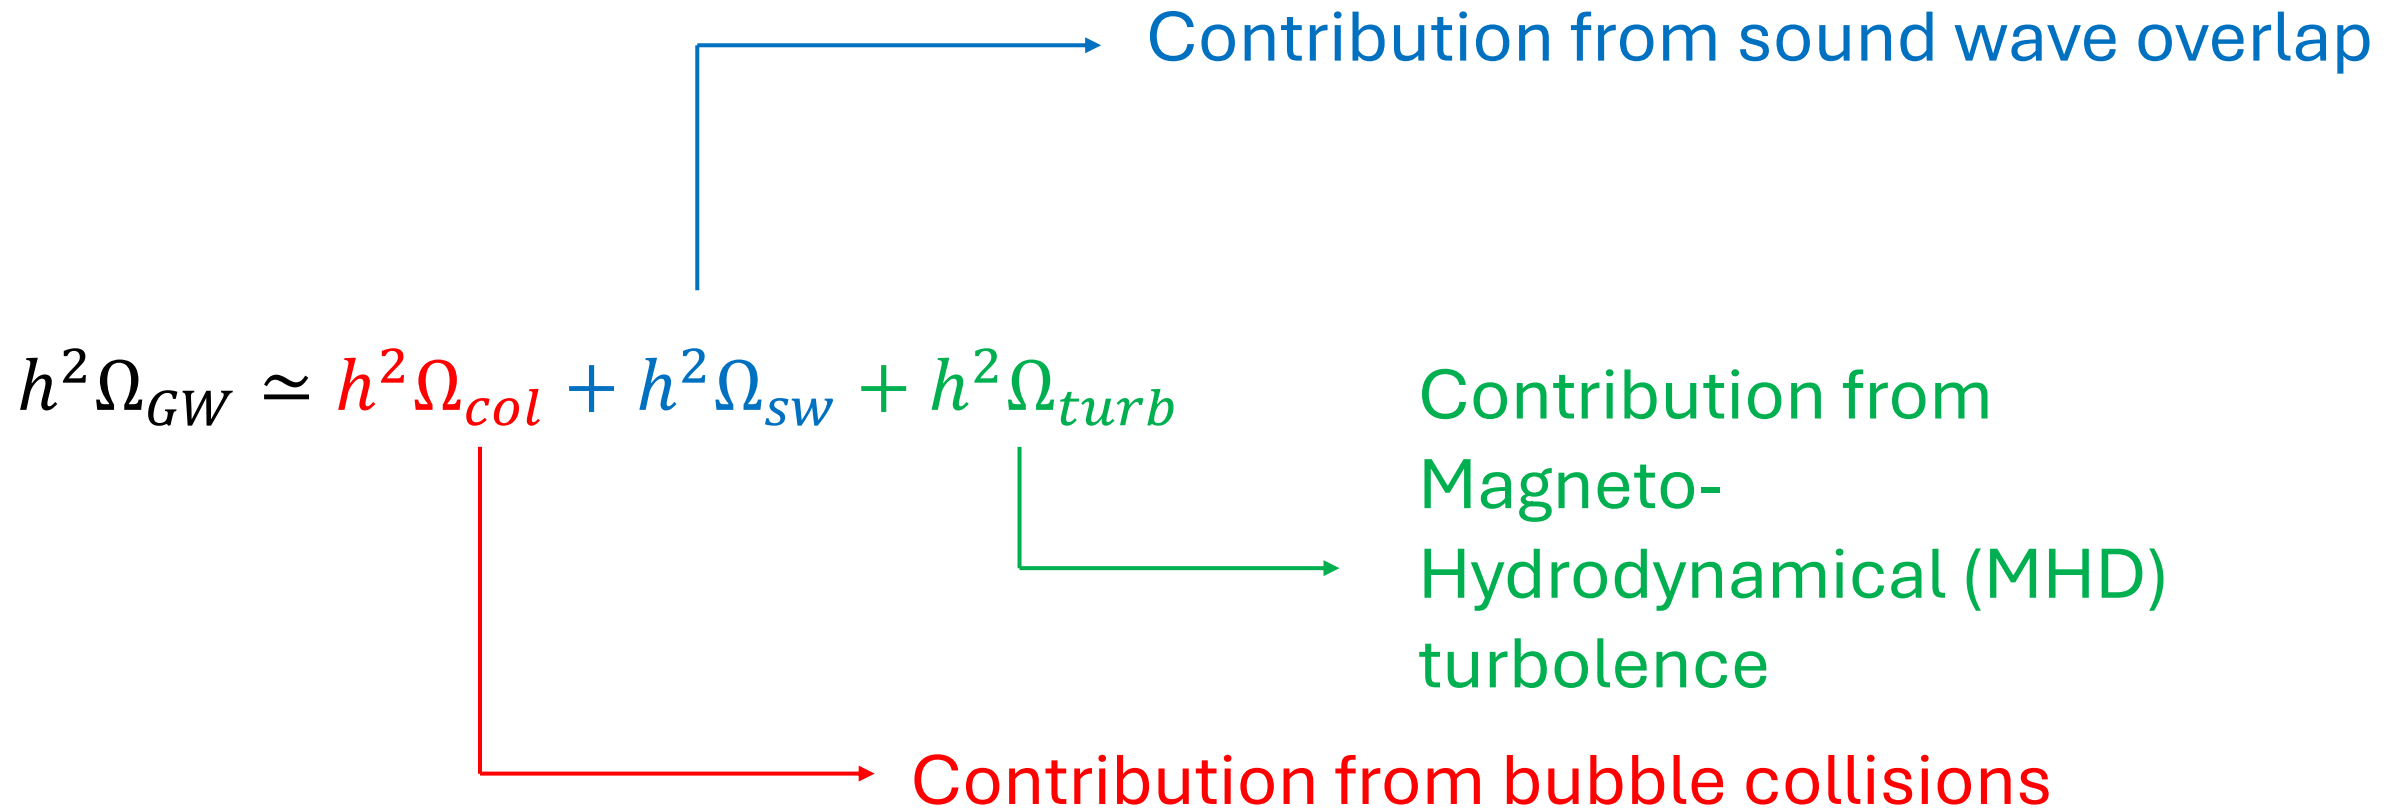 Contribution from sound wave overlap
h²Ω_GW ≃ h²Ω_col + h²Ω_sw + h²Ω_turb
Contribution from
Magneto-
Hydrodynamical (MHD)
turbolence
Contribution from bubble collisions